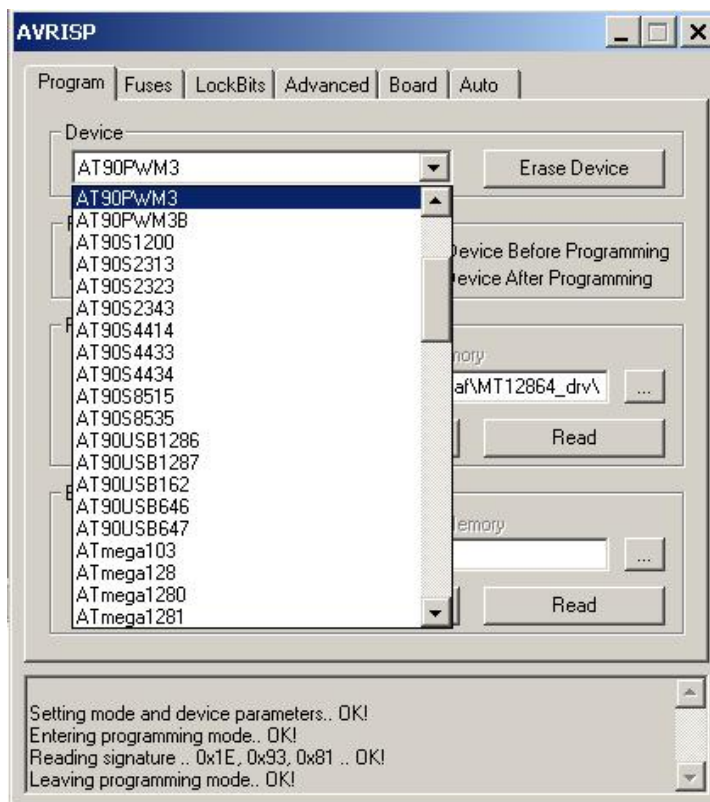 AVRISP
Program Fuses LockBits Advanced Board Auto
Device
AT90PWM3
Erase Device
AT90PWM3
AT90PWM3B
AT90S1200
AT90S2313
AT90S2323
AT90S2343
AT90S4414
AT90S4433
AT90S4434
AT90S8515
AT90S8535
AT90USB1286
AT90USB1287
AT90USB162
AT90USB646
AT90USB647
ATmega103
ATmega128
ATmega1280
ATmega1281
Device Before Programming
Device After Programming
af\MT12864_drv\ ...
Read
...
Read
Setting mode and device parameters.. OK!
Entering programming mode.. OK!
Reading signature .. 0x1E, 0x93, 0x81 .. OK!
Leaving programming mode.. OK!